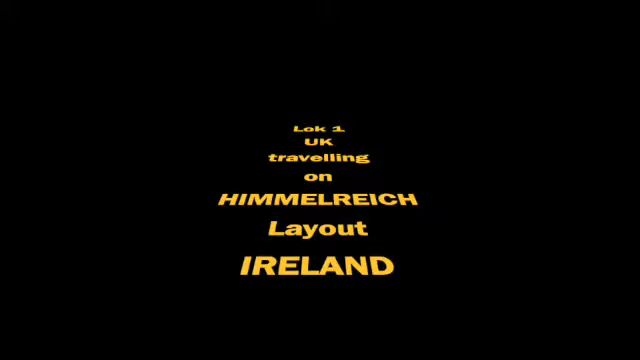 Lok 1
UK
travelling
on
HIMMELREICH
Layout
IRELAND